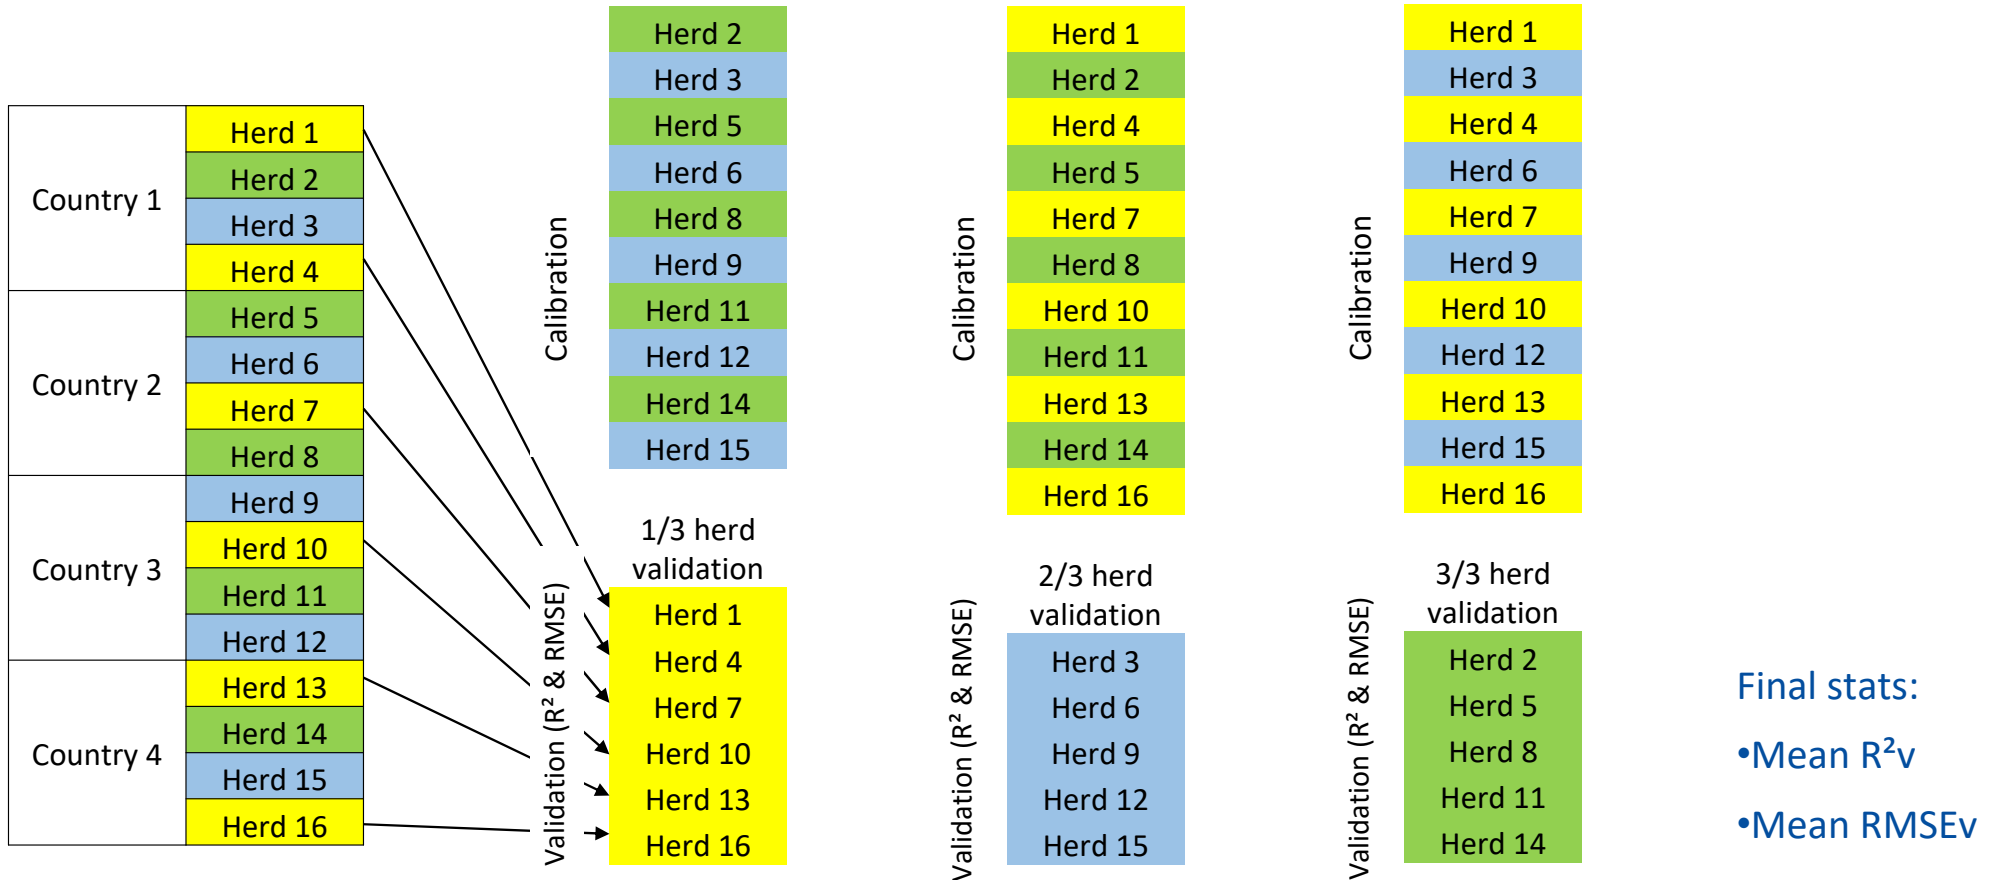 Country 1
Herd 1
Herd 2
Herd 3
Herd 4
Country 2
Herd 5
Herd 6
Herd 7
Herd 8
Country 3
Herd 9
Herd 10
Herd 11
Herd 12
Country 4
Herd 13
Herd 14
Herd 15
Herd 16
Calibration
Herd 2
Herd 3
Herd 5
Herd 6
Herd 8
Herd 9
Herd 11
Herd 12
Herd 14
Herd 15
1/3 herd
validation
Validation (R² & RMSE)
Herd 1
Herd 4
Herd 7
Herd 10
Herd 13
Herd 16
Calibration
Herd 1
Herd 2
Herd 4
Herd 5
Herd 7
Herd 8
Herd 10
Herd 11
Herd 13
Herd 14
Herd 16
2/3 herd
validation
Validation (R² & RMSE)
Herd 3
Herd 6
Herd 9
Herd 12
Herd 15
Calibration
Herd 1
Herd 3
Herd 4
Herd 6
Herd 7
Herd 9
Herd 10
Herd 12
Herd 13
Herd 15
Herd 16
3/3 herd
validation
Validation (R² & RMSE)
Herd 2
Herd 5
Herd 8
Herd 11
Herd 14
Final stats:
•Mean R²v
•Mean RMSEv